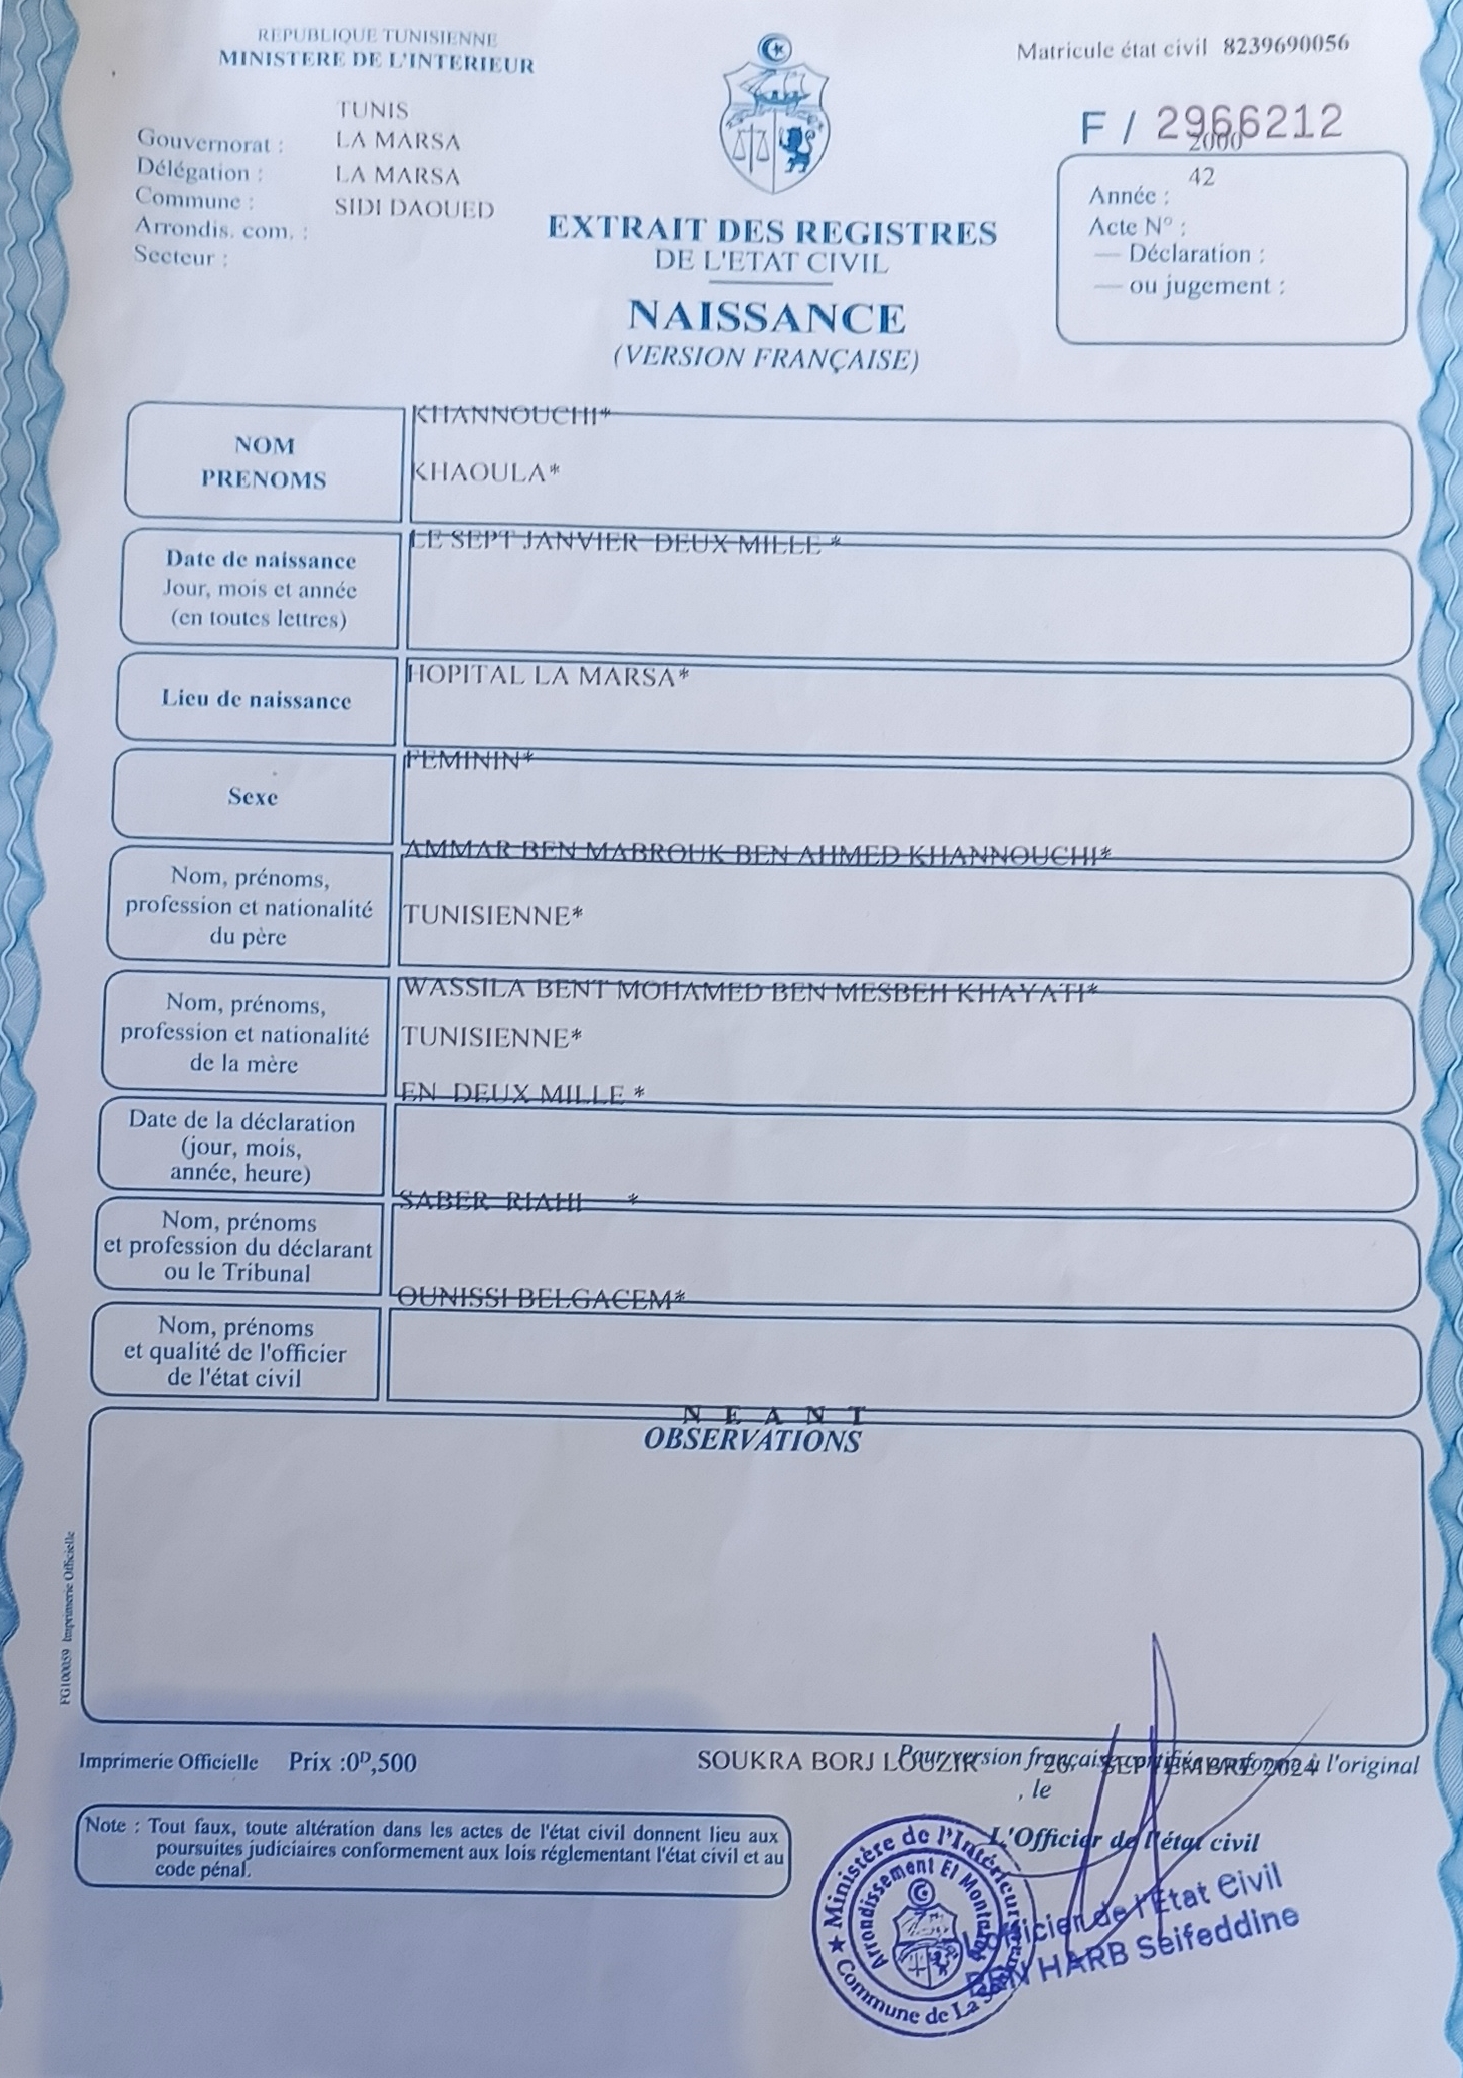 REPUBLIQUE TUNISIENNE
MINISTERE DE L'INTERIEUR
Matricule état civil 8239690056
F / 2966212
TUNIS
Gouvernorat : LA MARSA
Délégation : LA MARSA
Commune : SIDI DAOUED
Arrondis. com. :
Secteur :
2000
42
Année :
Acte N° :
— Déclaration :
— ou jugement :
EXTRAIT DES REGISTRES
DE L'ETAT CIVIL
NAISSANCE
(VERSION FRANÇAISE)
NOM
PRENOMS
KHANNOUCHI*
KHAOULA*
Date de naissance
Jour, mois et année
(en toutes lettres)
LE SEPT JANVIER DEUX MILLE *
Lieu de naissance
HOPITAL LA MARSA*
Sexe
FEMININ*
Nom, prénoms,
profession et nationalité
du père
AMMAR BEN MABROUK BEN AHMED KHANNOUCHI*
TUNISIENNE*
Nom, prénoms,
profession et nationalité
de la mère
WASSILA BENT MOHAMED BEN MESBEH KHAYATI*
TUNISIENNE*
Date de la déclaration
(jour, mois,
année, heure)
EN DEUX MILLE *
Nom, prénoms
et profession du déclarant
ou le Tribunal
SABER RIAHI *
Nom, prénoms
et qualité de l'officier
de l'état civil
OUNISSI BELGACEM*
N E A N T
OBSERVATIONS
FG100059 Imprimerie Officielle
Imprimerie Officielle Prix :0D,500
SOUKRA BORJ LOUZIR
Pour version française certifiée conforme à l'original
26, SEPTEMBRE 2024
, le
Note : Tout faux, toute altération dans les actes de l'état civil donnent lieu aux
poursuites judiciaires conformement aux lois réglementant l'état civil et au
code pénal.
L'Officier de l'état civil
Ministère de l'Intérieur
Commune de La
Arrondissement El
L'officier de l'Etat Civil
BEN HARB Seifeddine